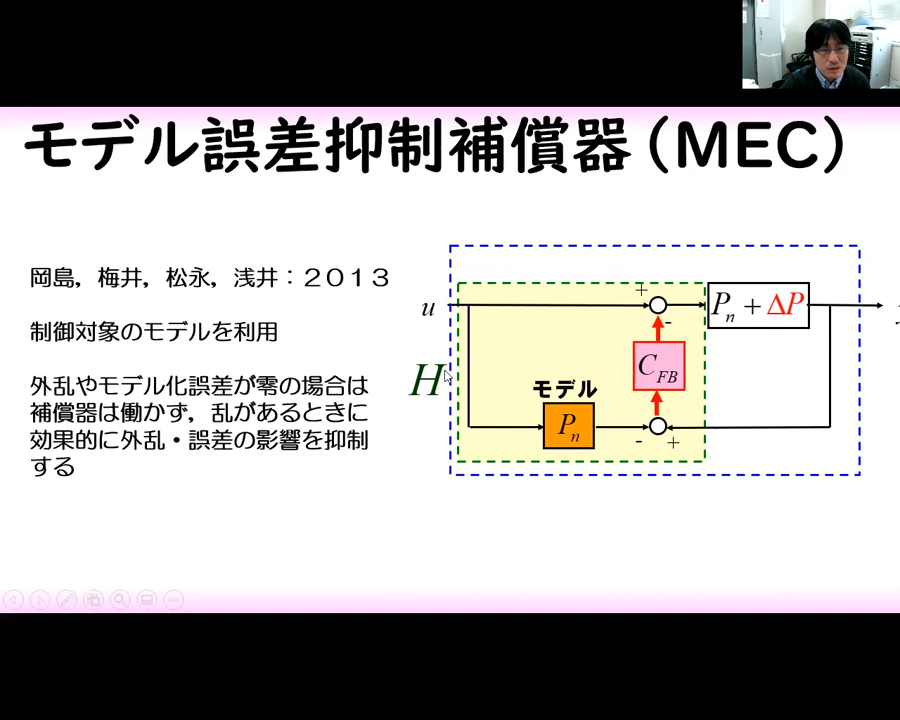 モデル誤差抑制補償器(MEC)
岡島，梅井，松永，浅井：２０１３
制御対象のモデルを利用
外乱やモデル化誤差が零の場合は
補償器は働かず，乱があるときに
効果的に外乱・誤差の影響を抑制
する
u
H
+
-
Pn + ΔP
CFB
モデル
Pn
-
+